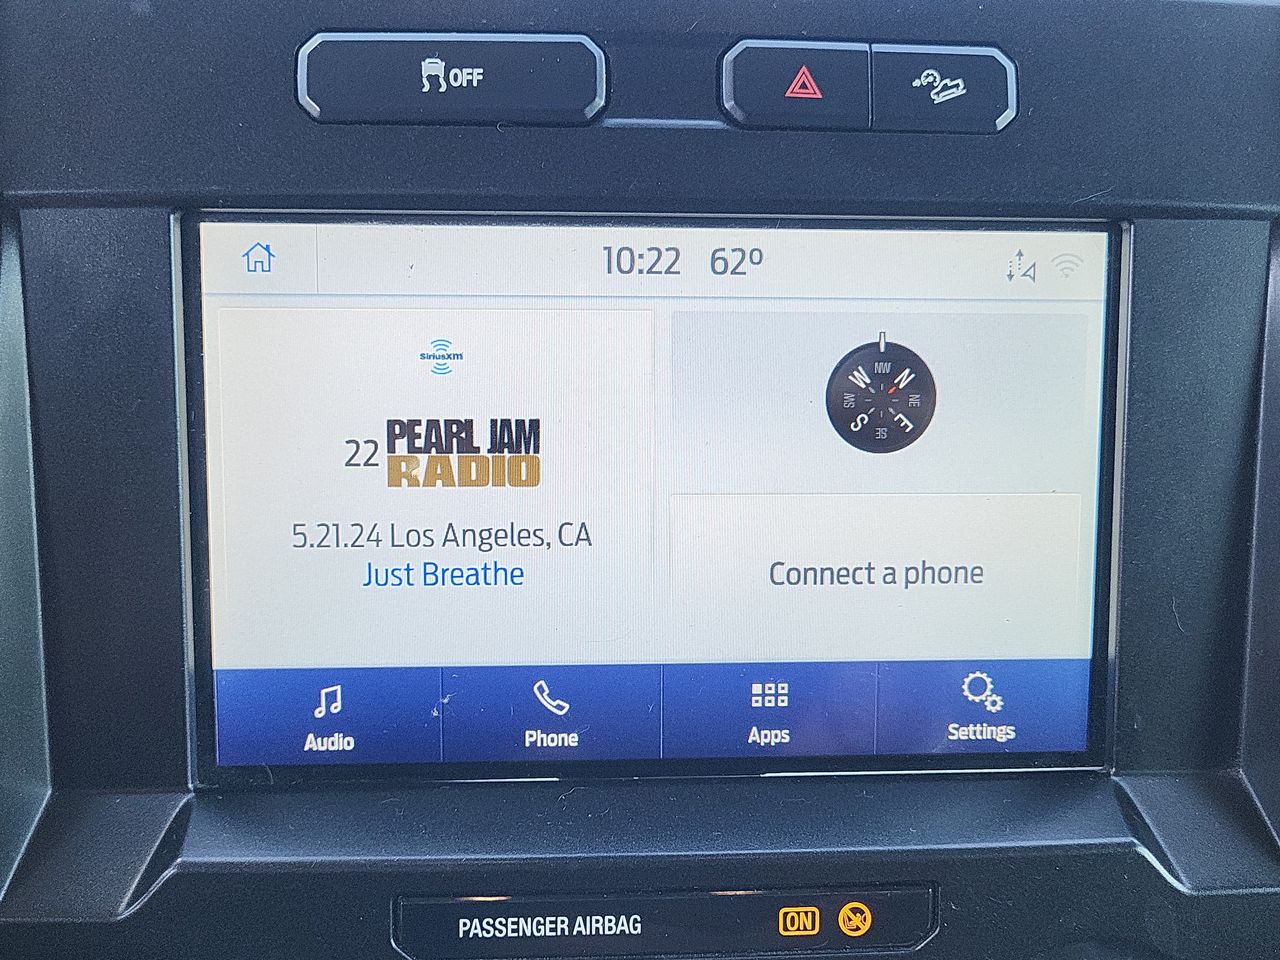 OFF
10:22 62º
SiriusXM
22 PEARL JAM
RADIO
5.21.24 Los Angeles, CA
Just Breathe
NW
W N
SW NE
S E
SE
Connect a phone
Audio Phone Apps Settings
PASSENGER AIRBAG ON